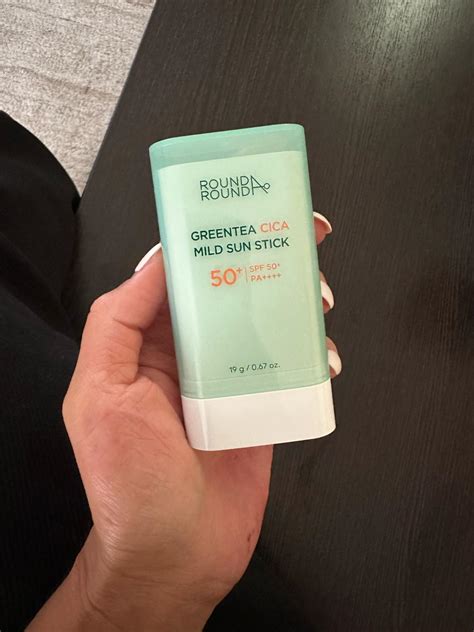 ROUND A
ROUND
GREENTEA CICA
MILD SUN STICK
50+ SPF 50+
PA++++
19 g / 0.67 oz.